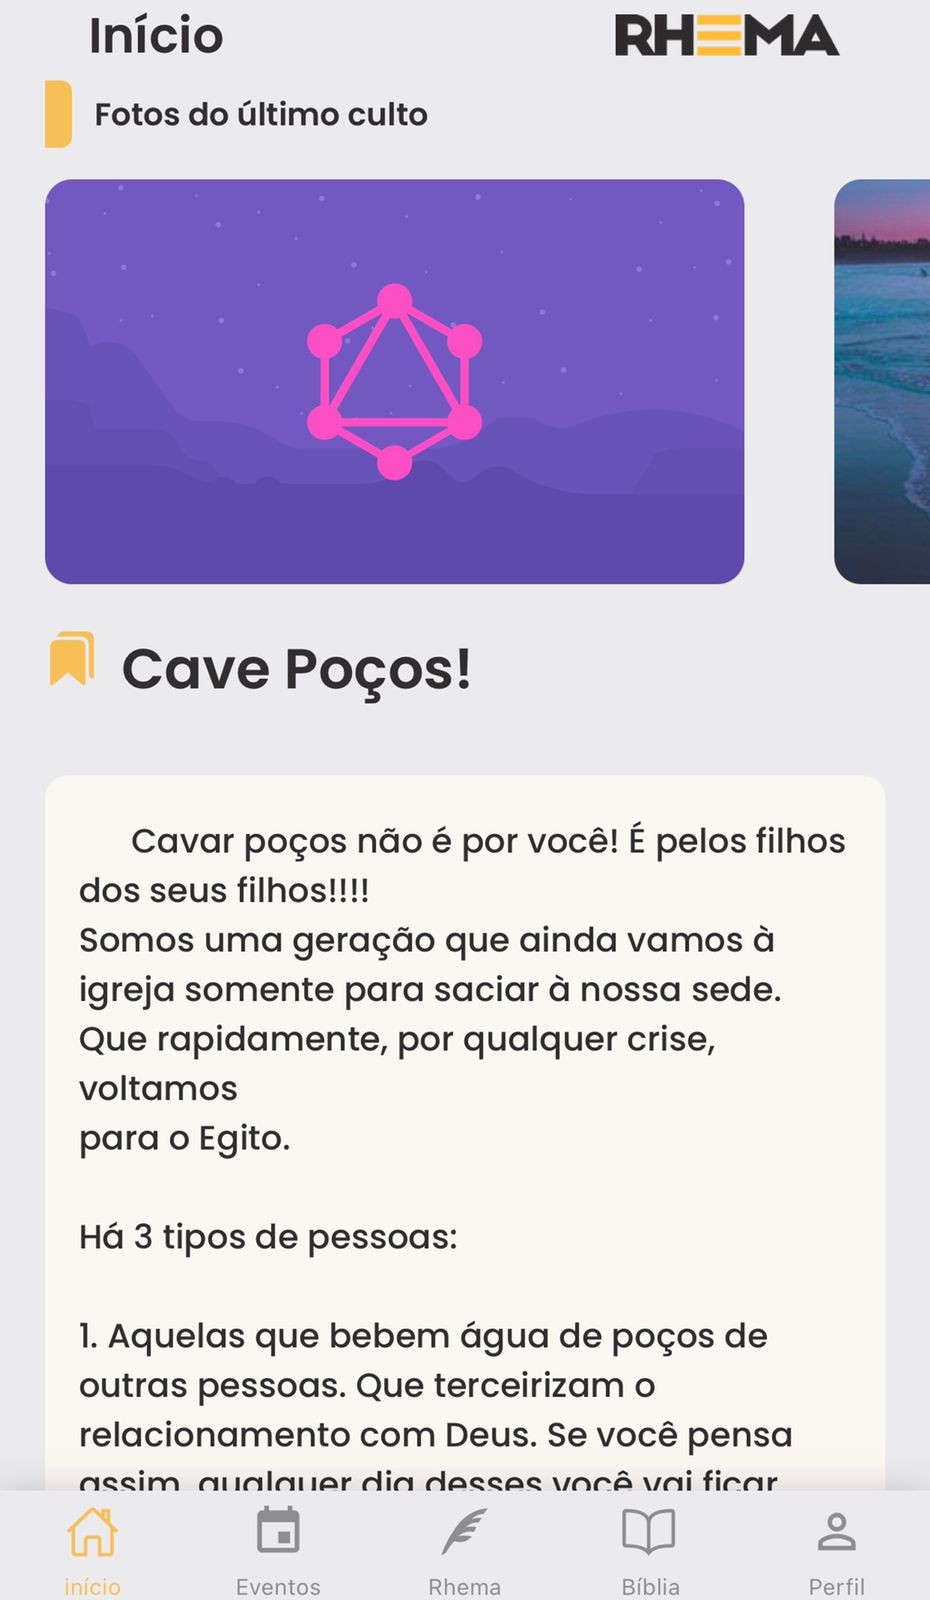 Início
RHEMA
Fotos do último culto
Cave Poços!
Cavar poços não é por você! É pelos filhos
dos seus filhos!!!!
Somos uma geração que ainda vamos à
igreja somente para saciar à nossa sede.
Que rapidamente, por qualquer crise,
voltamos
para o Egito.
Há 3 tipos de pessoas:
1. Aquelas que bebem água de poços de
outras pessoas. Que terceirizam o
relacionamento com Deus. Se você pensa
assim, qualquer dia desses você vai ficar
início
Eventos
Rhema
Bíblia
Perfil